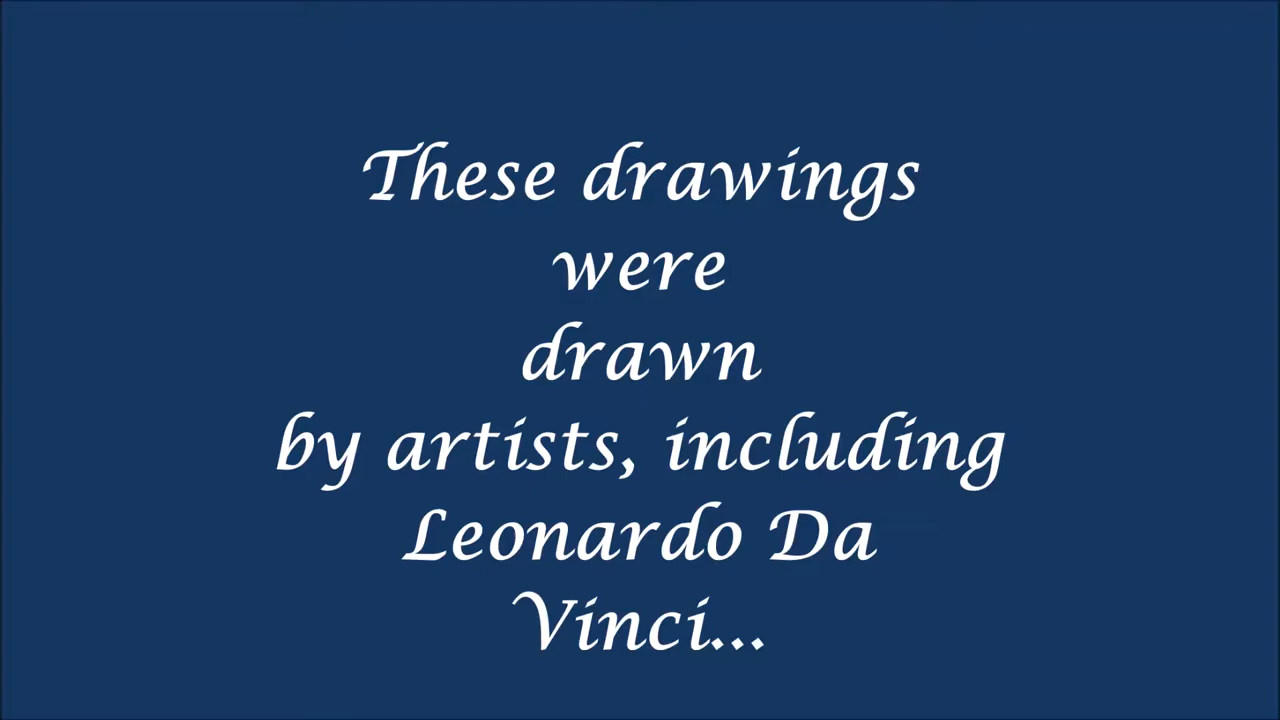 These drawings
were
drawn
by artists, including
Leonardo Da
Vinci...